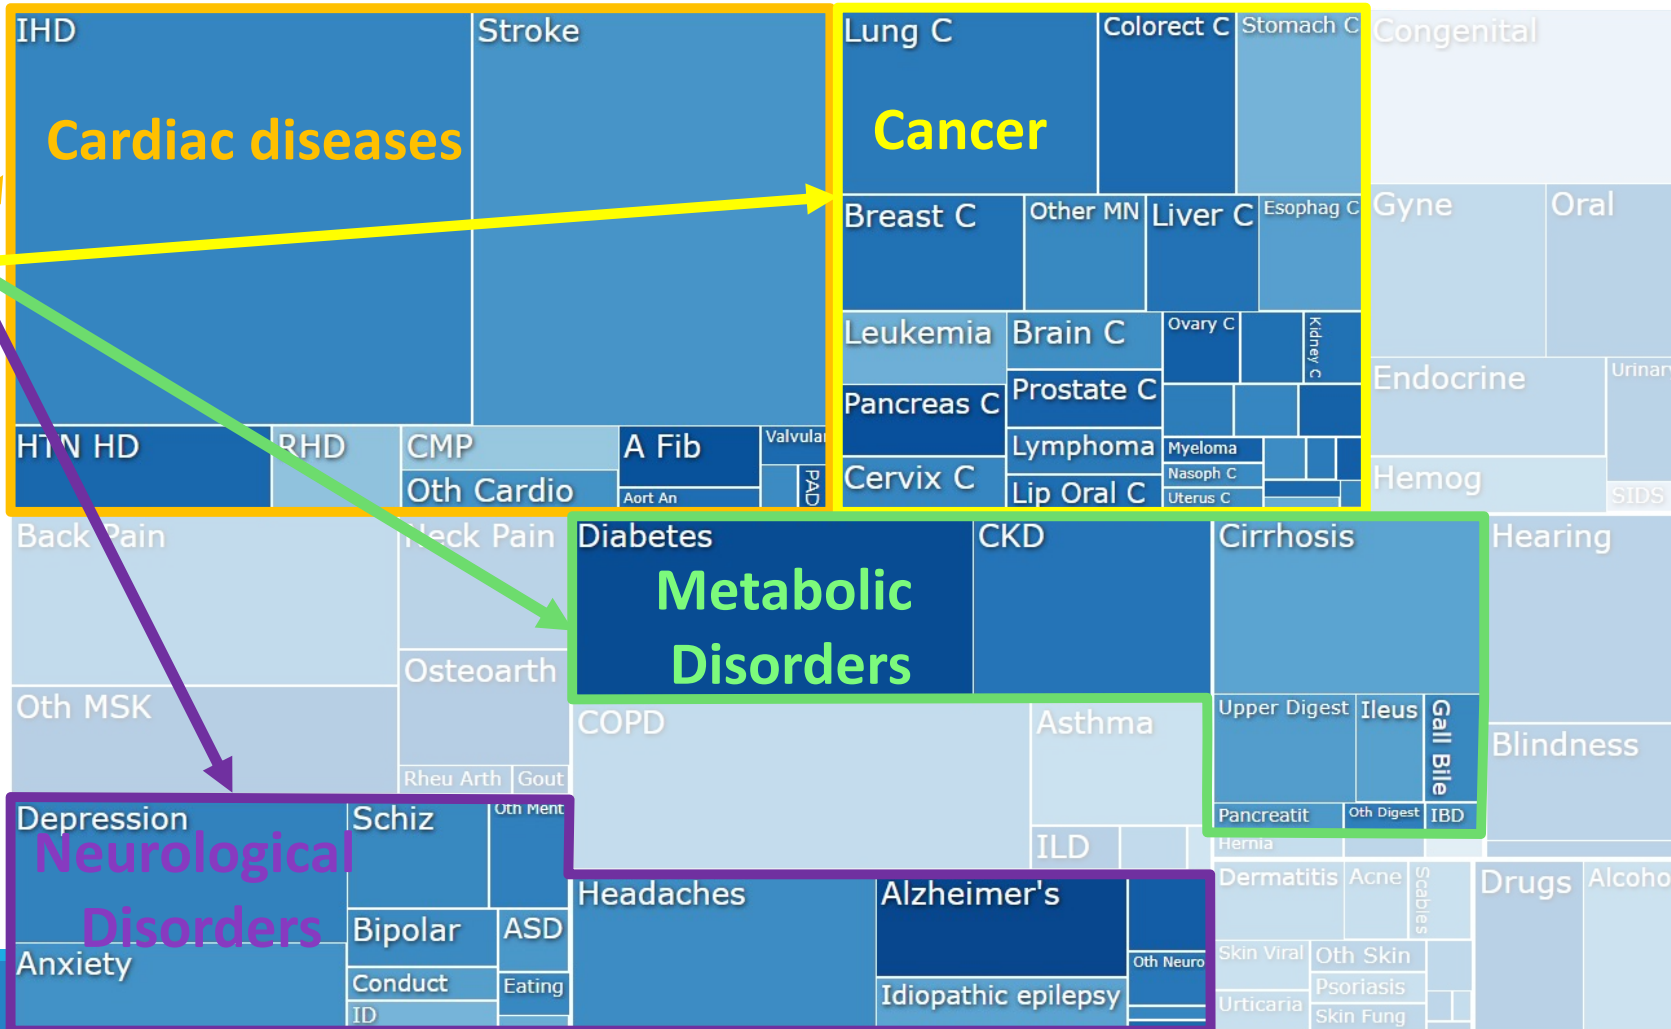 IHD
Stroke
Cardiac diseases
HTN HD
RHD
CMP
Oth Cardio
A Fib
Aort An
Valvular
PAD
Lung C
Colorect C
Stomach C
Cancer
Breast C
Other MN
Liver C
Esophag C
Leukemia
Brain C
Ovary C
Kidney C
Pancreas C
Prostate C
Lymphoma
Myeloma
Nasoph C
Cervix C
Lip Oral C
Uterus C
Congenital
Gyne
Oral
Endocrine
Urinary
Hemog
SIDS
Back Pain
Neck Pain
Oth MSK
Osteoarth
Rheu Arth
Gout
Diabetes
CKD
Cirrhosis
Metabolic
Disorders
Upper Digest
Ileus
Gall Bile
Pancreatit
Oth Digest
IBD
Hernia
Hearing
Blindness
COPD
Asthma
ILD
Depression
Schiz
Oth Ment
Neurological
Disorders
Bipolar
ASD
Anxiety
Conduct
Eating
ID
Headaches
Alzheimer's
Oth Neuro
Idiopathic epilepsy
Dermatitis
Acne
Scabies
Skin Viral
Oth Skin
Psoriasis
Urticaria
Skin Fung
Drugs
Alcoho